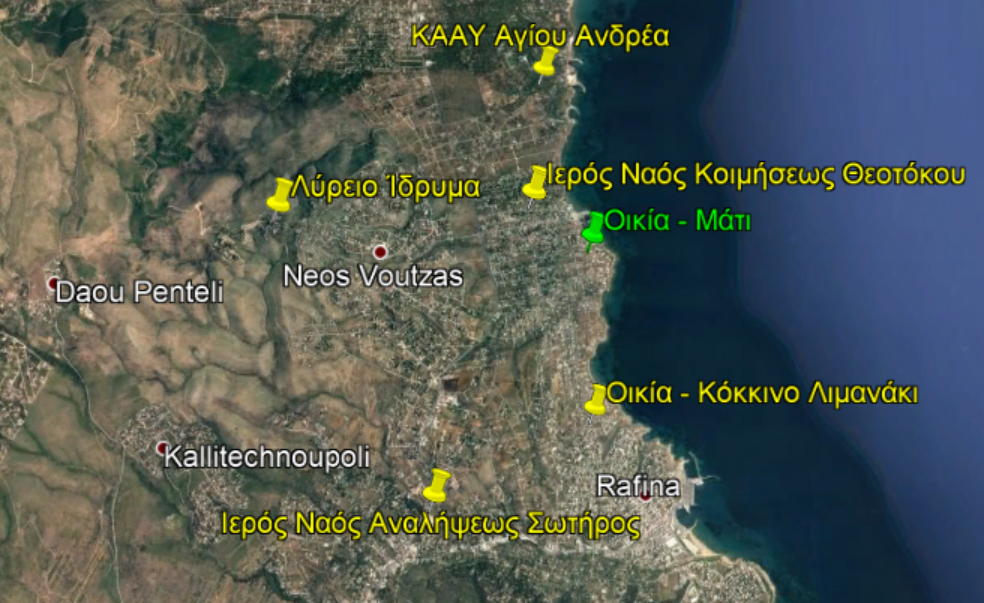 ΚΑΑΥ Αγίου Ανδρέα
Ιερός Ναός Κοιμήσεως Θεοτόκου
Λύρειο Ίδρυμα
Οικία - Μάτι
Neos Voutzas
Daou Penteli
Οικία - Κόκκινο Λιμανάκι
Kallitechnoupoli
Rafina
Ιερός Ναός Αναλήψεως Σωτήρος